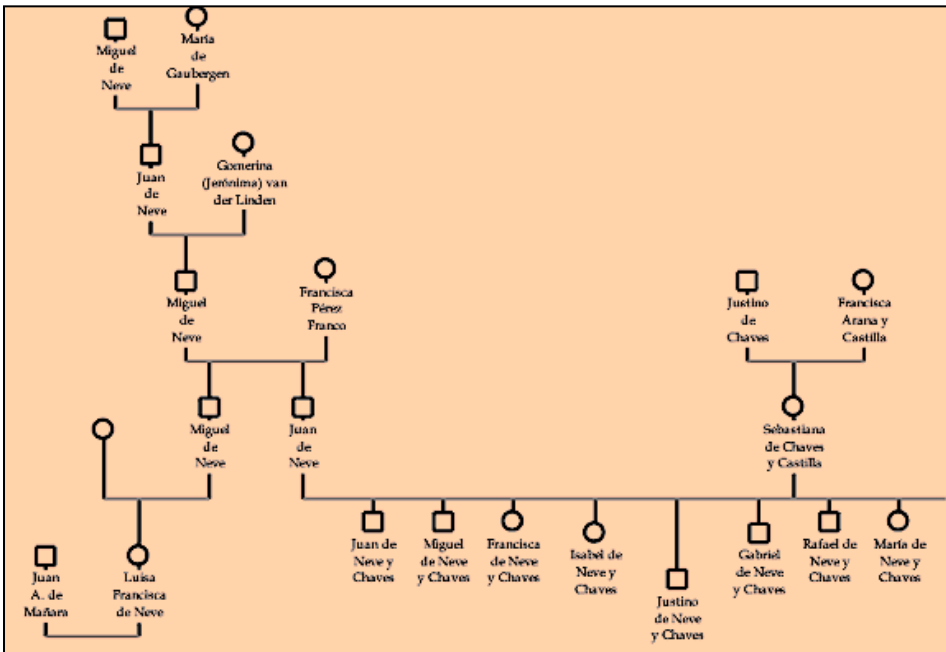 Miguel
de
Neve
María
de
Gaubergen
Juan
de
Neve
Gomerina
(Jerónima) van
der Linden
Miguel
de
Neve
Francisca
Pérez
Franco
Justino
de
Chaves
Francisca
Arana y
Castilla
Miguel
de
Neve
Juan
de
Neve
Sebastiana
de Chaves
y Castilla
Juan
A. de
Mañara
Luisa
Francisca
de Neve
Juan de
Neve y
Chaves
Miguel
de Neve
y Chaves
Francisca
de Neve
y Chaves
Isabel de
Neve y
Chaves
Justino
de Neve
y Chaves
Gabriel
de Neve
y Chaves
Rafael de
Neve y
Chaves
María de
Neve y
Chaves